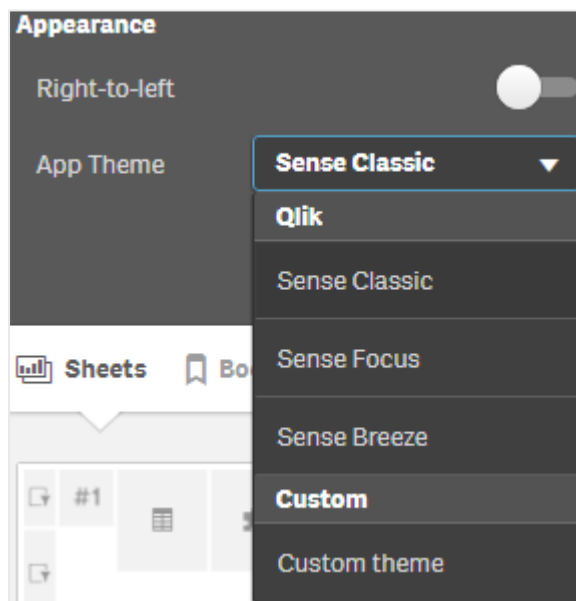 Appearance
Right-to-left
App Theme
Sense Classic
Qlik
Sense Classic
Sense Focus
Sense Breeze
Custom
Custom theme
Sheets
#1